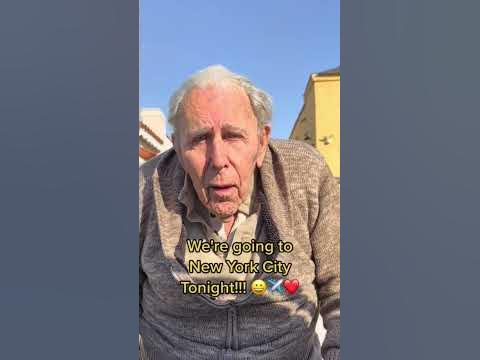 We're going to
New York City
Tonight!!! 😀✈️❤️